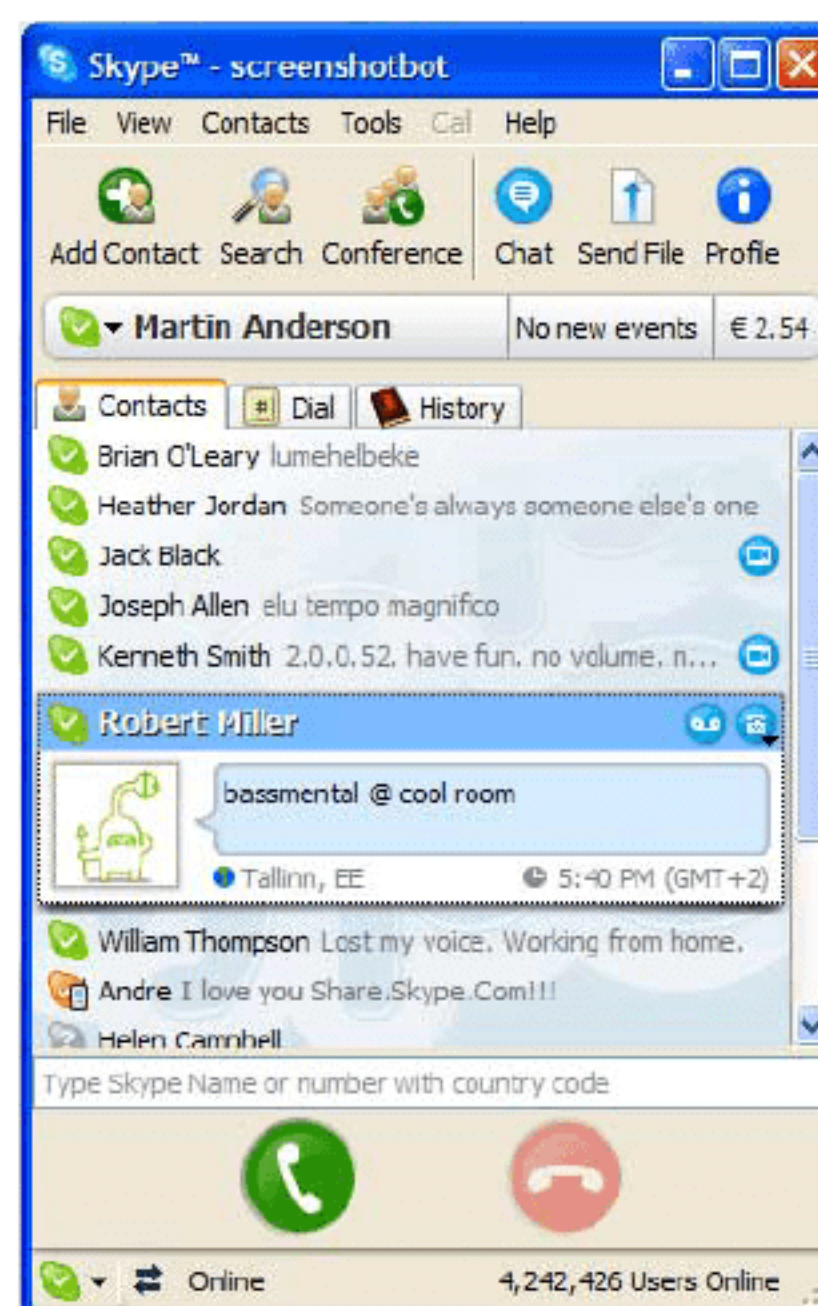 Skype™ - screenshotbot
File View Contacts Tools Call Help
Add Contact Search Conference Chat Send File Profile
Martin Anderson No new events € 2.54
Contacts Dial History
Brian O'Leary lumehelbeke
Heather Jordan Someone's always someone else's one
Jack Black
Joseph Allen elu tempo magnifico
Kenneth Smith 2.0.0.52. have fun. no volume. n...
Robert Miller
bassmental @ cool room
Tallinn, EE 5:40 PM (GMT+2)
William Thompson Lost my voice. Working from home.
Andre I love you Share.Skype.Com!!!
Helen Campbell
Type Skype Name or number with country code
Online 4,242,426 Users Online